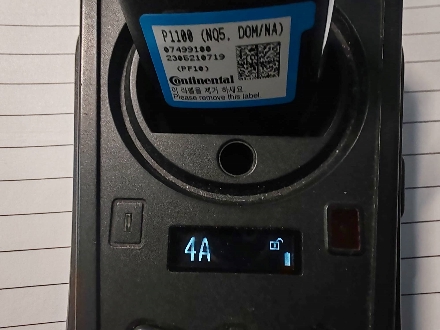 P1100 (NQ5, DOM/NA)
07499100
2305210719
(PF10)
Continental
이 라벨을 제거 하세요.
Please remove this label.
4A